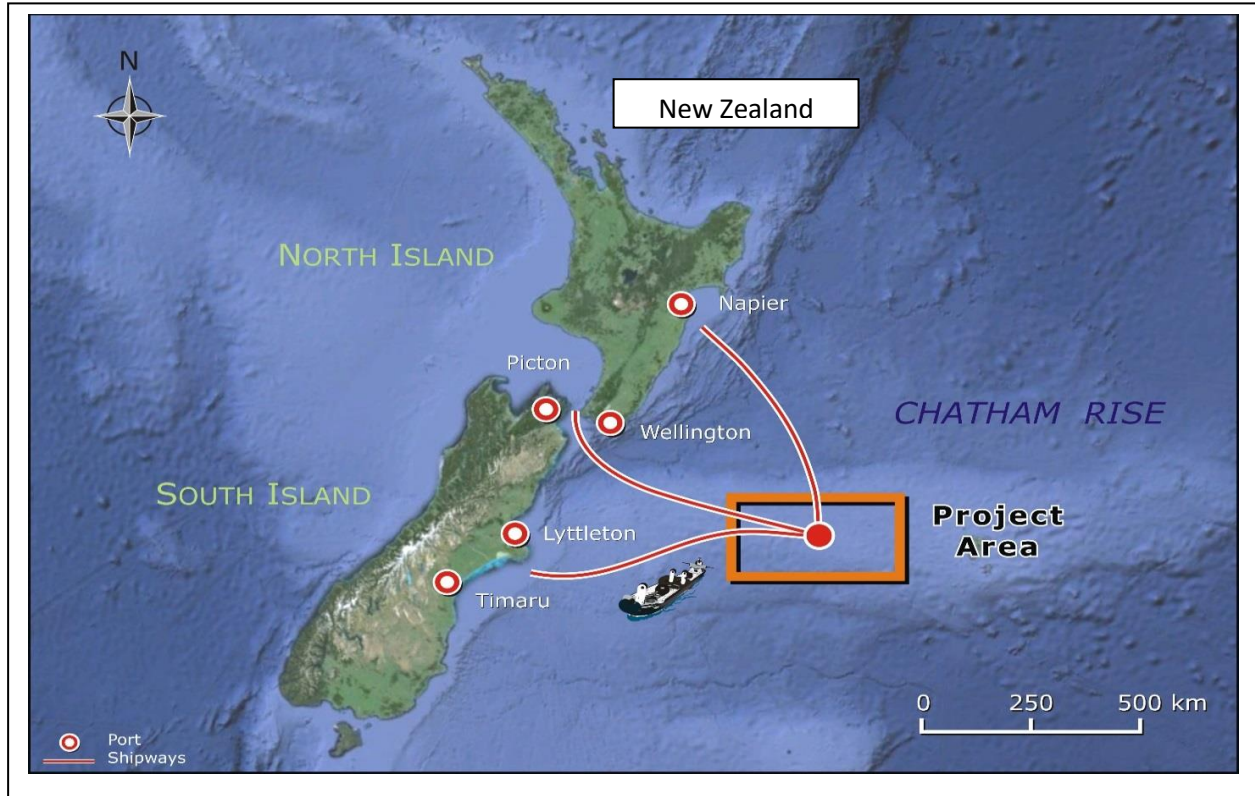 N
New Zealand
NORTH ISLAND
Napier
Picton
CHATHAM RISE
Wellington
SOUTH ISLAND
Project
Area
Lyttleton
Timaru
0 250 500 km
Port
Shipways